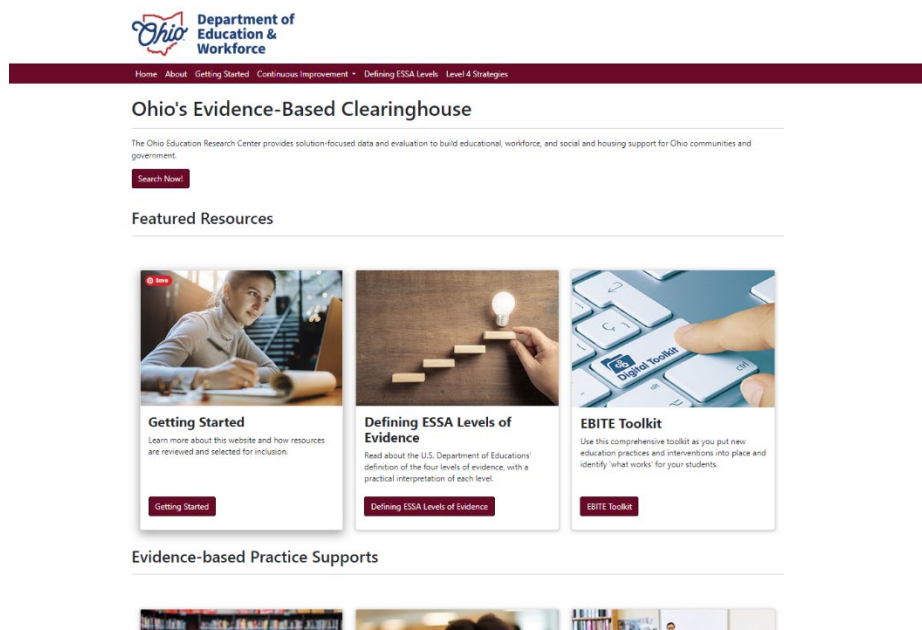 Ohio
Department of
Education &
Workforce
Home About Getting Started Continuous Improvement Defining ESSA Levels Level 4 Strategies
Ohio's Evidence-Based Clearinghouse
The Ohio Education Research Center provides solution-focused data and evaluation to build educational, workforce, and social and housing support for Ohio communities and
government.
Search Now!
Featured Resources
Save
Digital Toolkit
ctrl
alt
Getting Started
Learn more about this website and how resources
are reviewed and selected for inclusion.
Getting Started
Defining ESSA Levels of
Evidence
Read about the U.S. Department of Educations'
definition of the four levels of evidence, with a
practical interpretation of each level.
Defining ESSA Levels of Evidence
EBITE Toolkit
Use this comprehensive toolkit as you put new
education practices and interventions into place and
identify 'what works' for your students.
EBITE Toolkit
Evidence-based Practice Supports